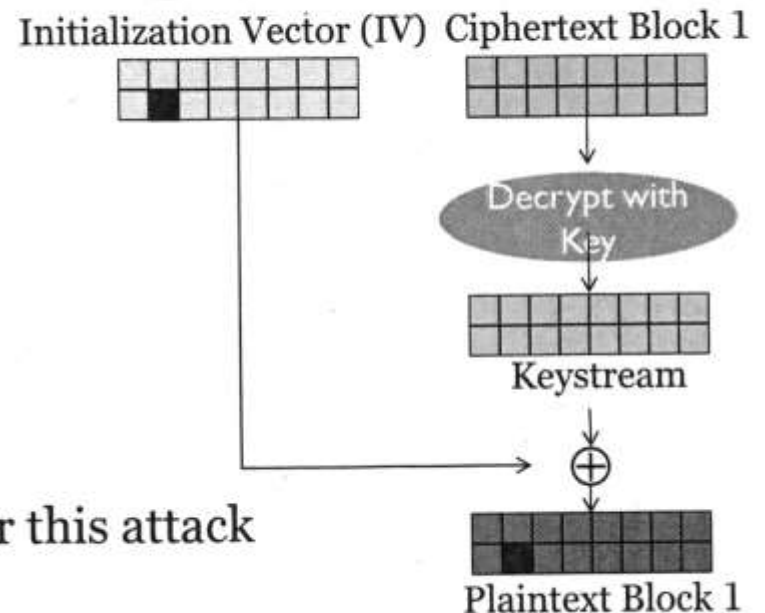 Initialization Vector (IV) Ciphertext Block 1
Decrypt with
Key
Keystream
r this attack
Plaintext Block 1